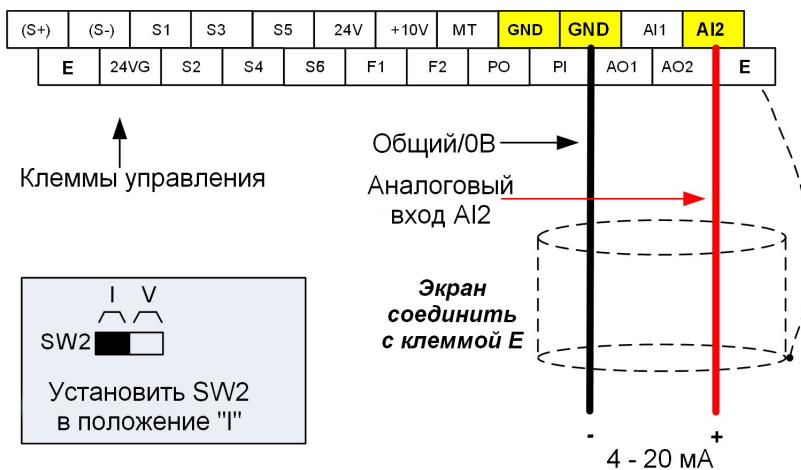 (S+) (S-) S1 S3 S5 24V +10V MT GND GND AI1 AI2
E 24VG S2 S4 S6 F1 F2 PO PI AO1 AO2 E
Общий/0В
Клеммы управления
Аналоговый
вход AI2
I V
SW2
Установить SW2
в положение "I"
Экран
соединить
с клеммой E
- +
4 - 20 мА